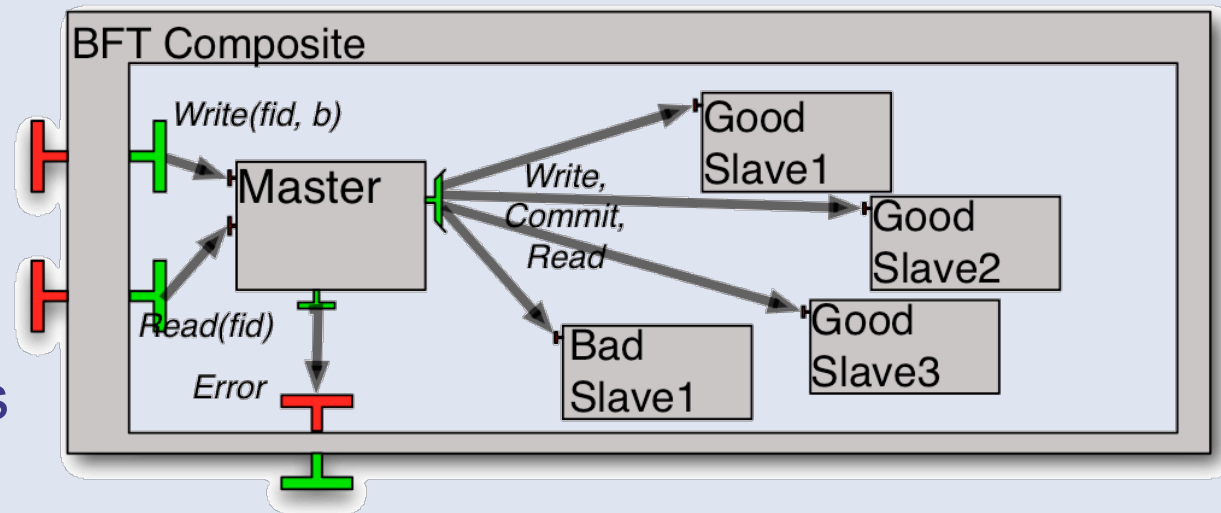 BFT Composite
Write(fid, b)
Master
Read(fid)
Error
Write,
Commit,
Read
Good
Slave1
Good
Slave2
Good
Slave3
Bad
Slave1
s